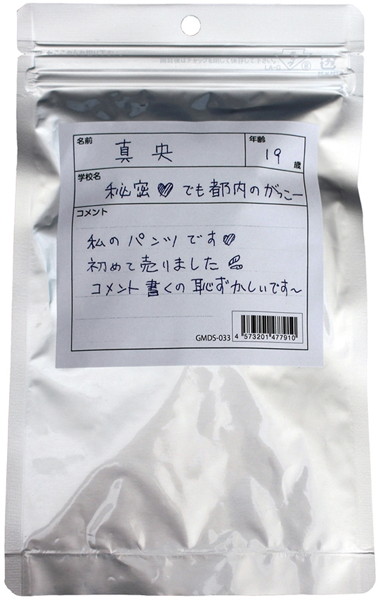 名前 真央 年齢 19 歳
学校名 秘密♡でも都内のがっこー
コメント
私のパンツです♡
初めて売りました
コメント書くの恥ずかしいです〜
GMDS-033
4 573201 477910